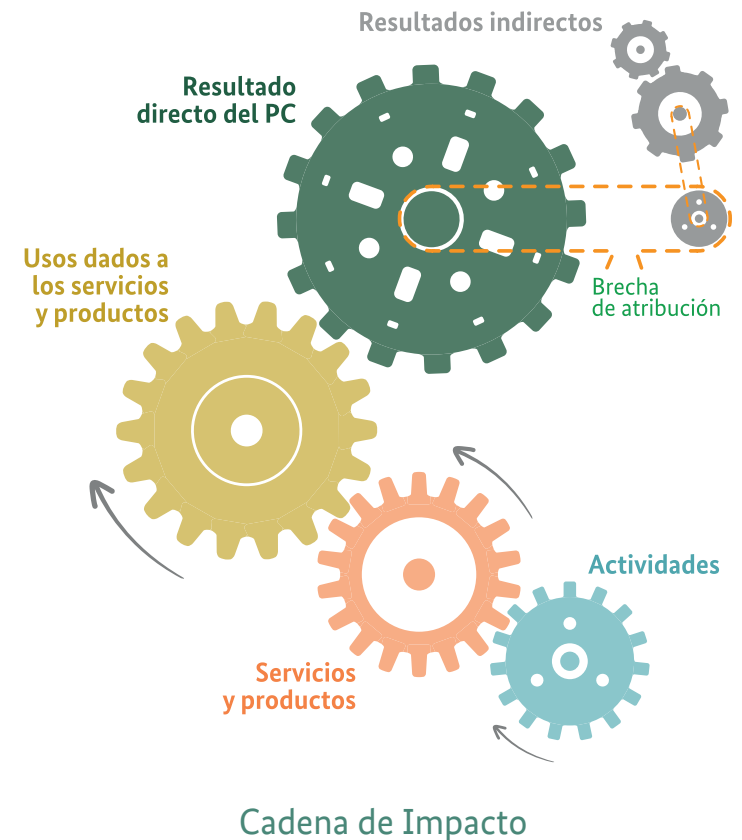 Resultados indirectos
Resultado
directo del PC
Usos dados a
los servicios
y productos
Brecha
de atribución
Actividades
Servicios
y productos
Cadena de Impacto